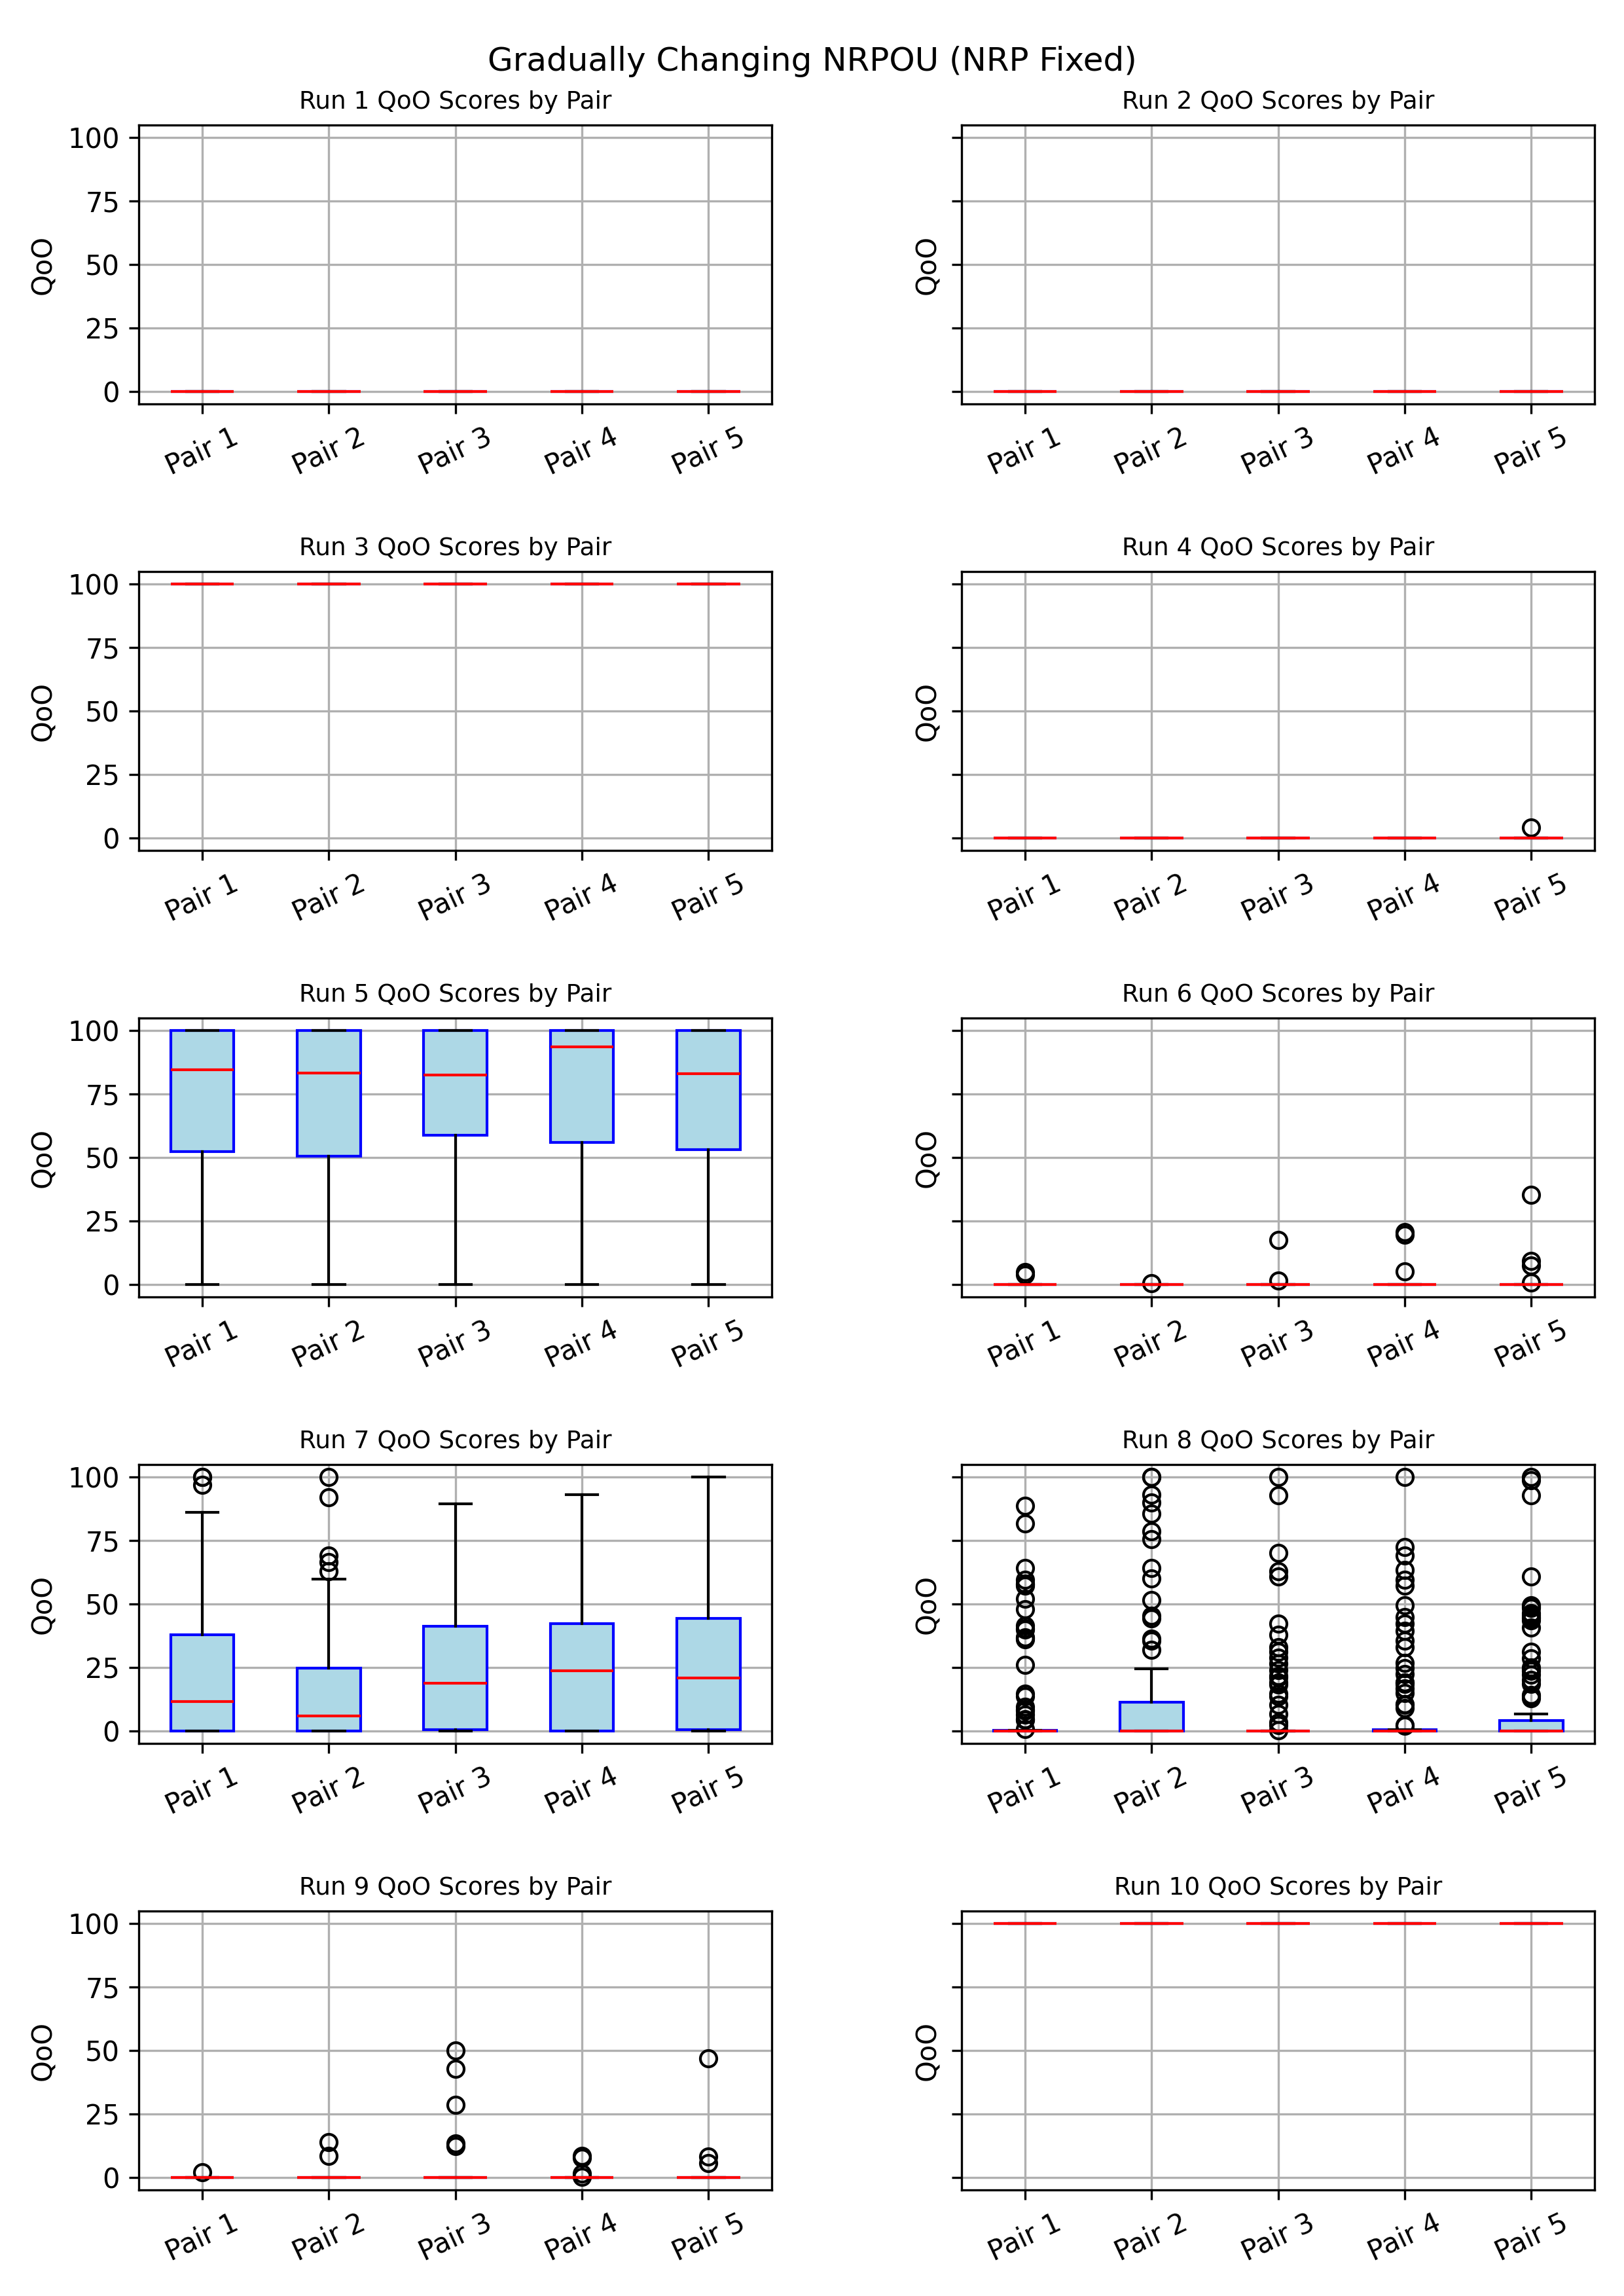 Gradually Changing NRPOU (NRP Fixed)
Run 1 QoO Scores by Pair
100
75
50
25
0
QoO
Pair 1 Pair 2 Pair 3 Pair 4 Pair 5
Run 2 QoO Scores by Pair
QoO
Pair 1 Pair 2 Pair 3 Pair 4 Pair 5
Run 3 QoO Scores by Pair
100
75
50
25
0
QoO
Pair 1 Pair 2 Pair 3 Pair 4 Pair 5
Run 4 QoO Scores by Pair
QoO
Pair 1 Pair 2 Pair 3 Pair 4 Pair 5
Run 5 QoO Scores by Pair
100
75
50
25
0
QoO
Pair 1 Pair 2 Pair 3 Pair 4 Pair 5
Run 6 QoO Scores by Pair
QoO
Pair 1 Pair 2 Pair 3 Pair 4 Pair 5
Run 7 QoO Scores by Pair
100
75
50
25
0
QoO
Pair 1 Pair 2 Pair 3 Pair 4 Pair 5
Run 8 QoO Scores by Pair
QoO
Pair 1 Pair 2 Pair 3 Pair 4 Pair 5
Run 9 QoO Scores by Pair
100
75
50
25
0
QoO
Pair 1 Pair 2 Pair 3 Pair 4 Pair 5
Run 10 QoO Scores by Pair
QoO
Pair 1 Pair 2 Pair 3 Pair 4 Pair 5